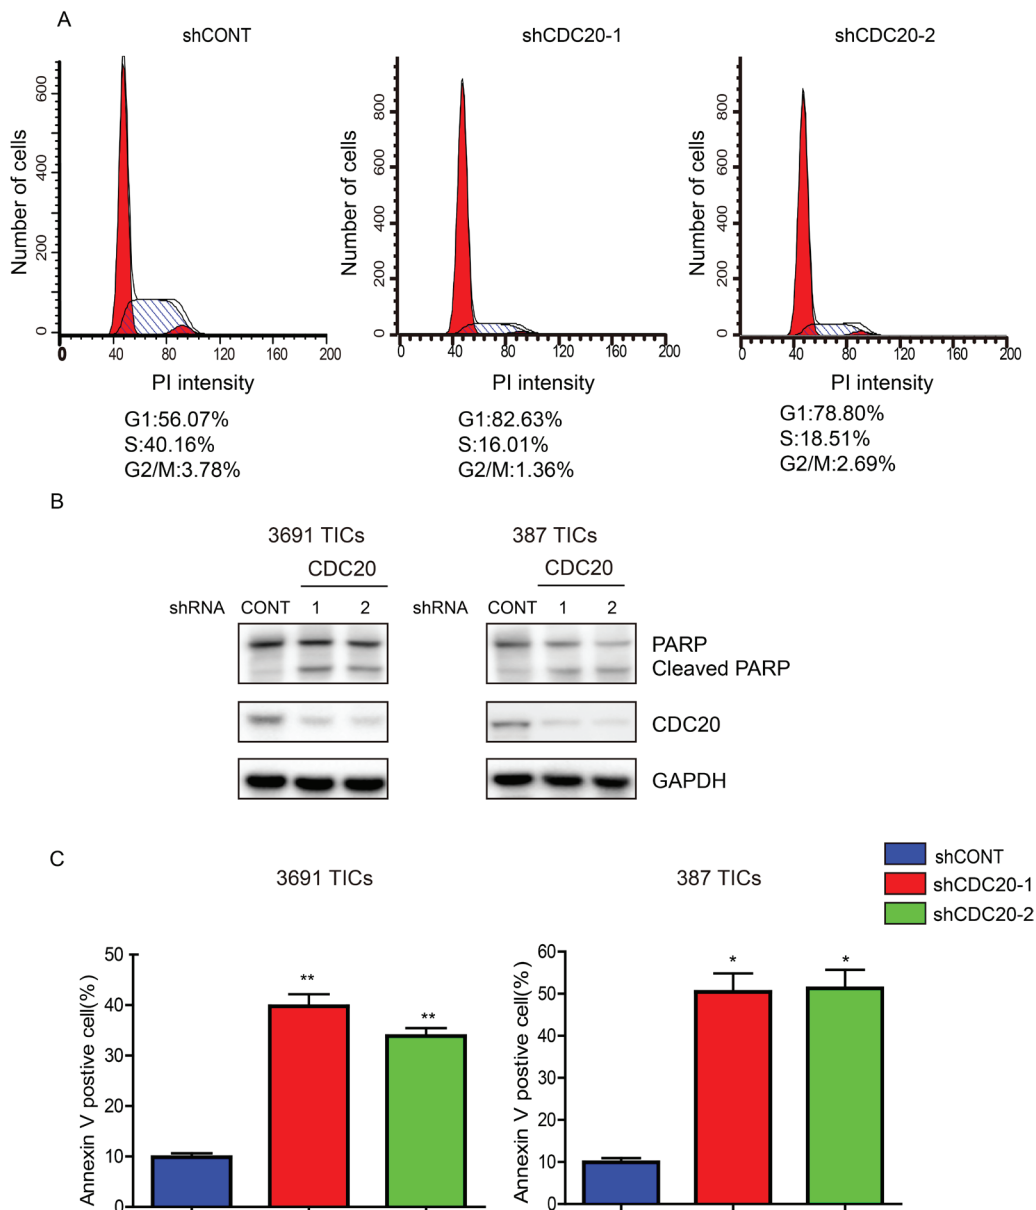 A
shCONT
shCDC20-1
shCDC20-2
Number of cells
0
200
400
600
0
40
80
120
160
200
PI intensity
G1:56.07%
S:40.16%
G2/M:3.78%
Number of cells
0
200
400
600
800
0
40
80
120
160
200
PI intensity
G1:82.63%
S:16.01%
G2/M:1.36%
Number of cells
0
200
400
600
800
0
40
80
120
160
200
PI intensity
G1:78.80%
S:18.51%
G2/M:2.69%
B
3691 TICs
387 TICs
CDC20
CDC20
shRNA CONT 1 2
shRNA CONT 1 2
PARP
Cleaved PARP
CDC20
GAPDH
C
shCONT
shCDC20-1
shCDC20-2
3691 TICs
387 TICs
Annexin V postive cell(%)
50
40
30
20
10
0
**
**
Annexin V postive cell(%)
60
50
40
30
20
10
0
*
*